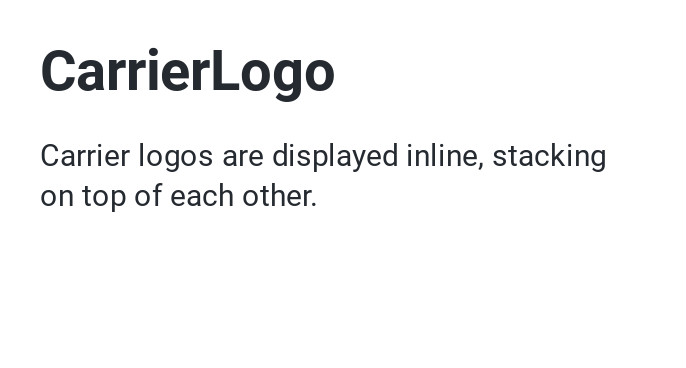 CarrierLogo
Carrier logos are displayed inline, stacking
on top of each other.